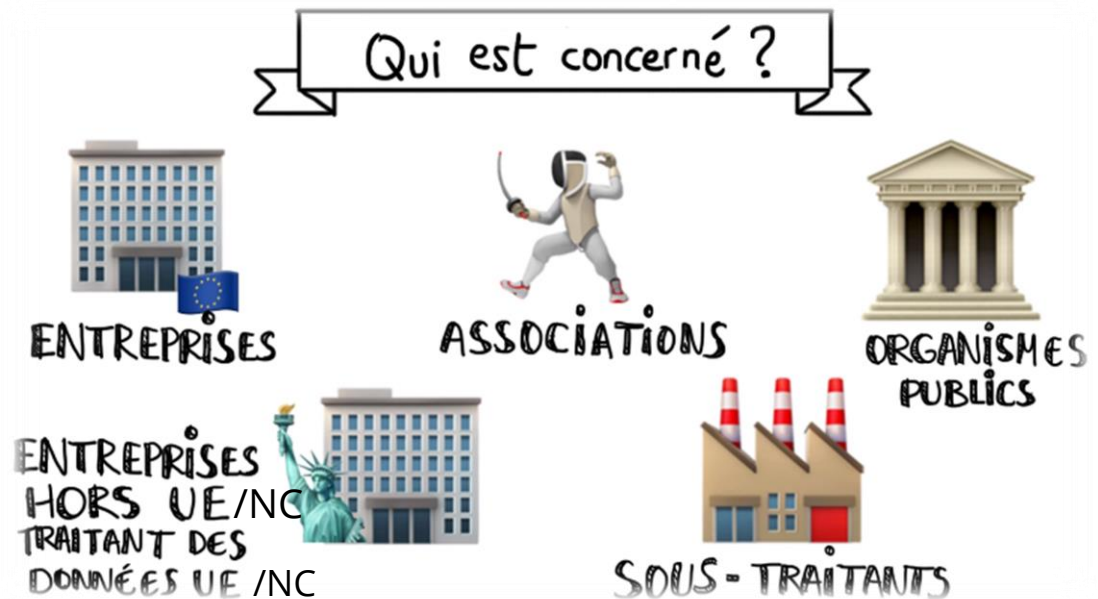 Qui est concerné ?
ENTREPRISES
ASSOCIATIONS
ORGANISMES
PUBLICS
ENTREPRISES
HORS UE/NC
TRAITANT DES
DONNÉES UE /NC
SOUS-TRAITANTS